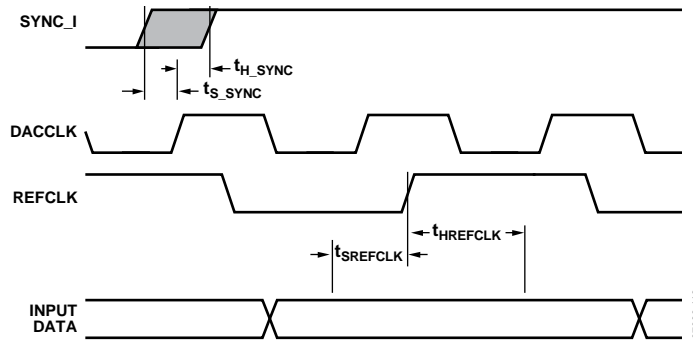 SYNC_I
tH_SYNC
tS_SYNC
DACCLK
REFCLK
tHREFCLK
tSREFCLK
INPUT
DATA